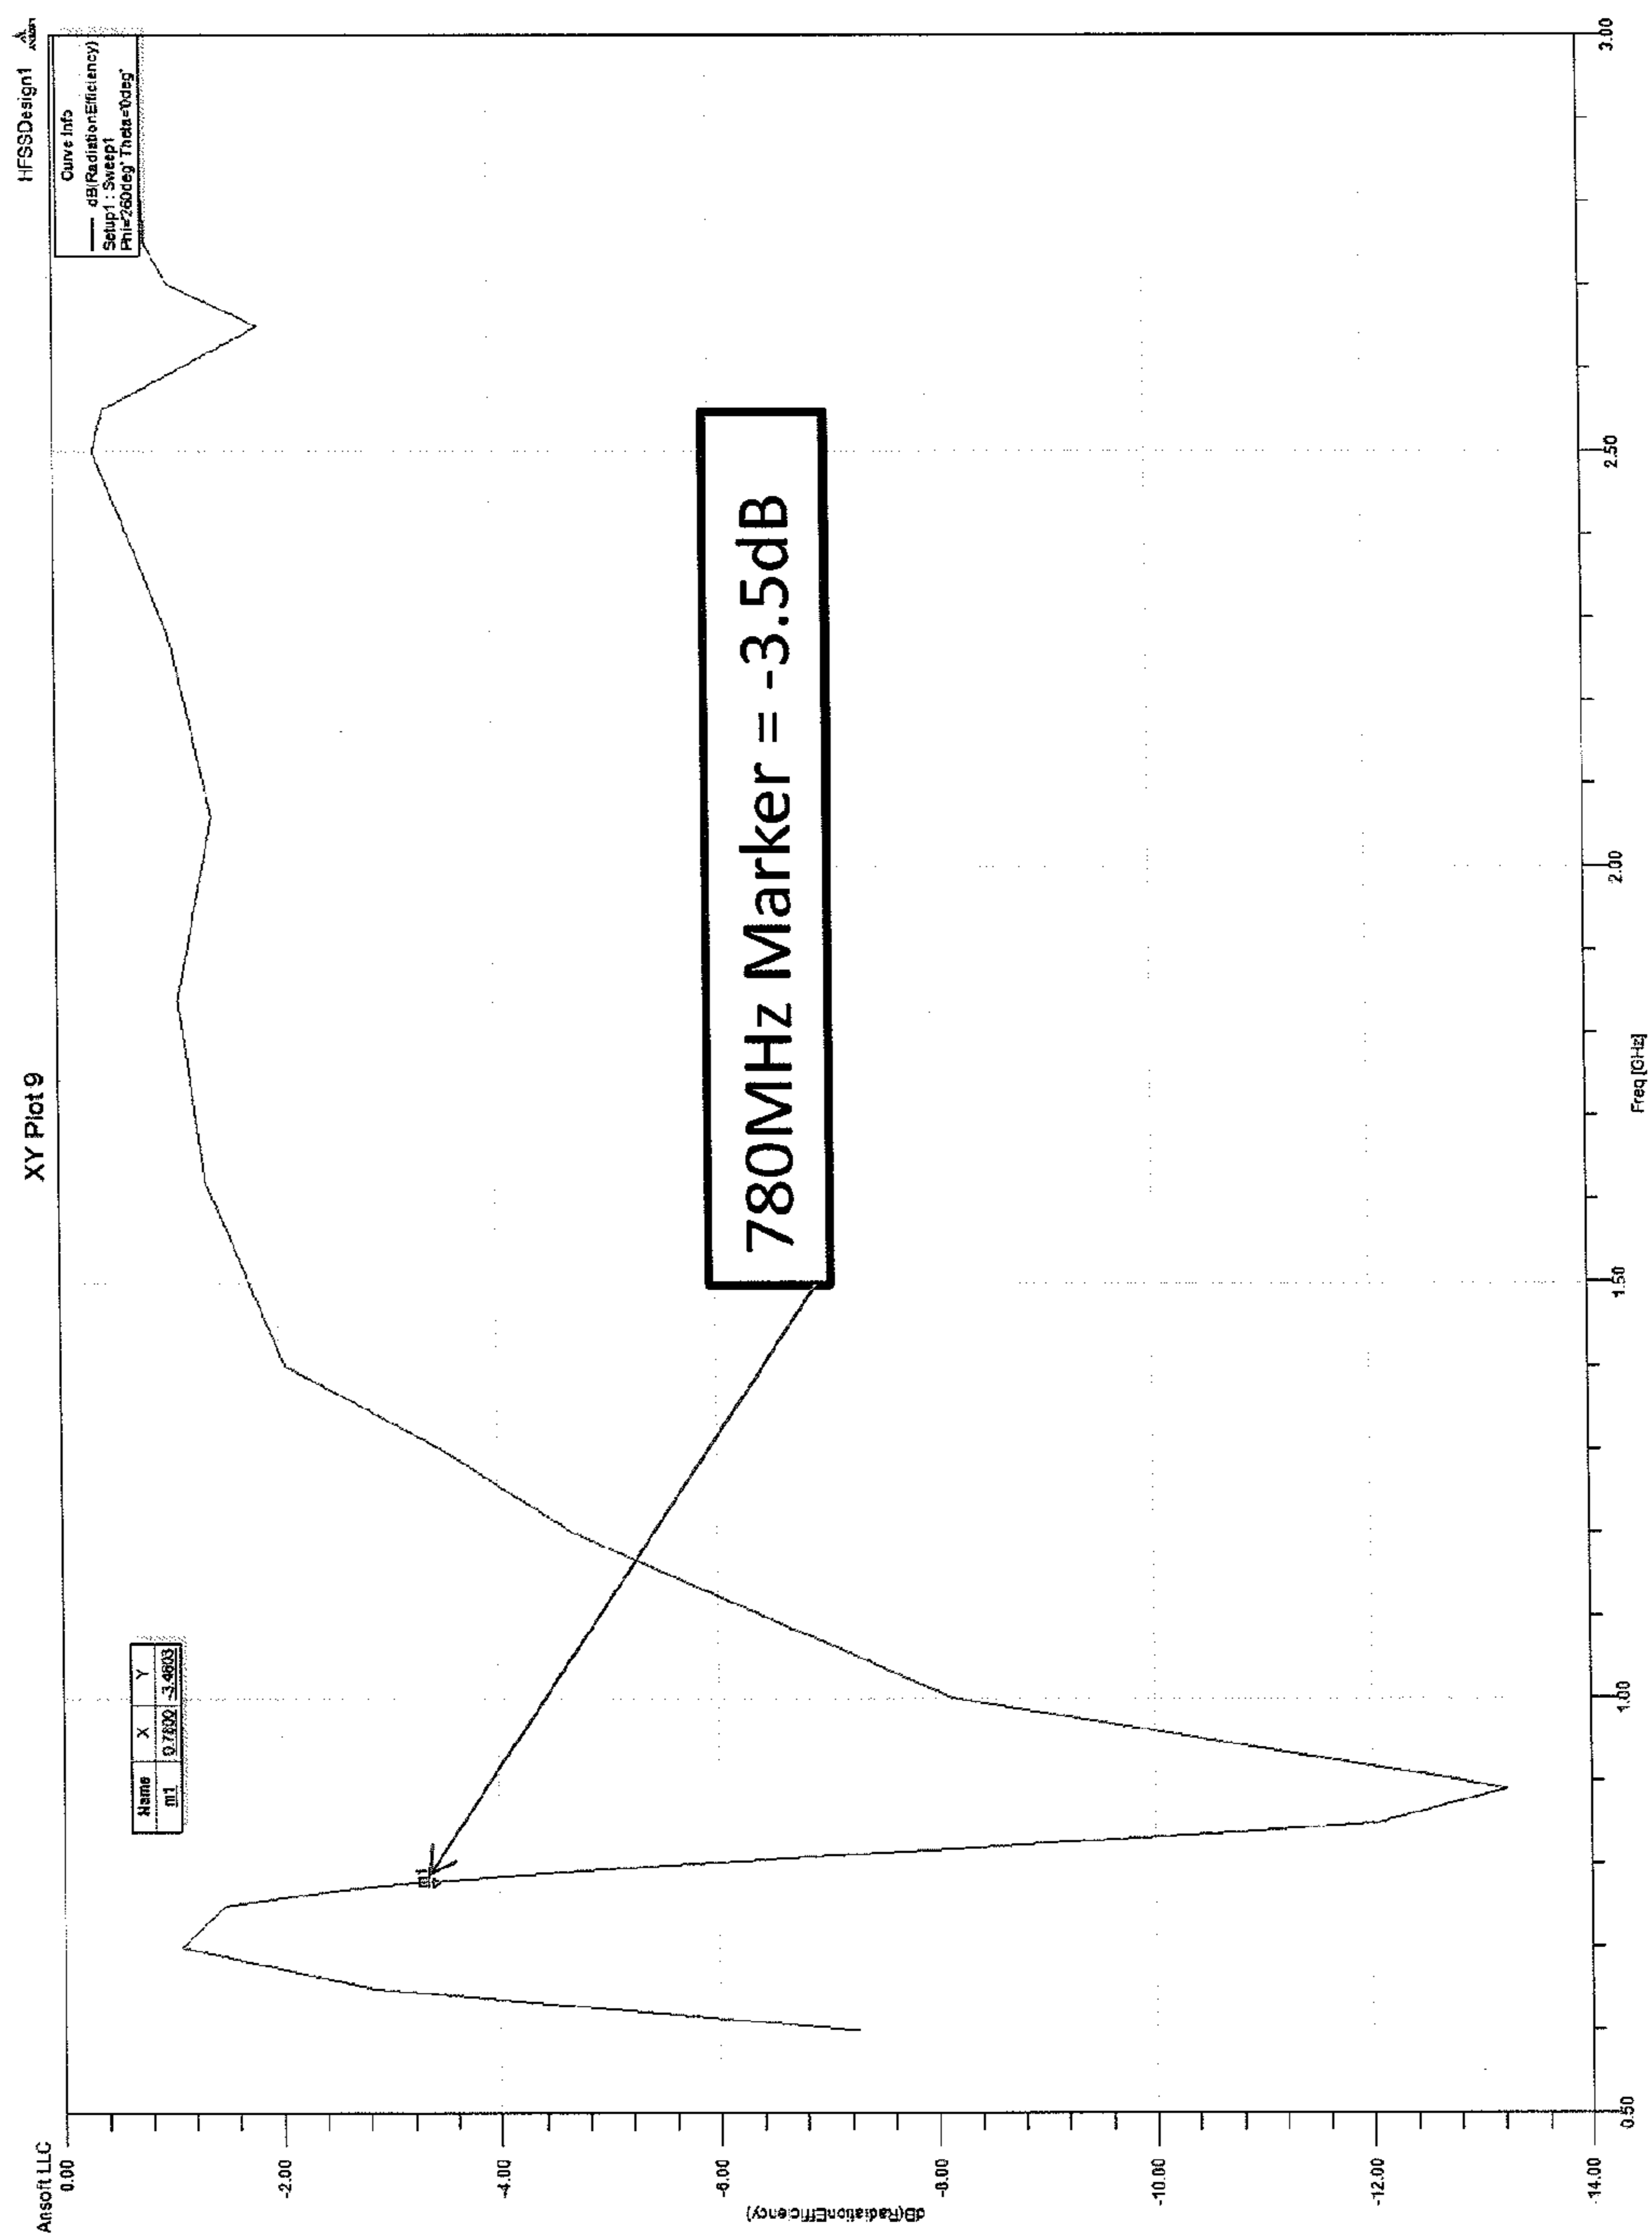 Ansoft LLC
XY Plot 9
HFSSDesign1
ANSOFT
Curve Info
dB(RadiationEfficiency)
Setup1 : Sweep1
Phi='260deg' Theta='0deg'
Name X Y
m1 0.7800 -3.4603
m1
780MHz Marker = -3.5dB
0.00
-2.00
-4.00
-6.00
-8.00
-10.00
-12.00
-14.00
dB(RadiationEfficiency)
0.50
1.00
1.50
2.00
2.50
3.00
Freq [GHz]